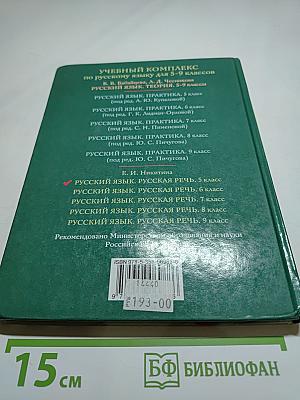 УЧЕБНЫЙ КОМПЛЕКС
по русскому языку для 5–9 классов
В. В. Бабайцева, Л. Д. Чеснокова
РУССКИЙ ЯЗЫК. ТЕОРИЯ. 5–9 классы
РУССКИЙ ЯЗЫК. ПРАКТИКА. 5 класс
(под ред. А. Ю. Купаловой)
РУССКИЙ ЯЗЫК. ПРАКТИКА. 6 класс
(под ред. Г. К. Лидман-Орловой)
РУССКИЙ ЯЗЫК. ПРАКТИКА. 7 класс
(под ред. С. Н. Пименовой)
РУССКИЙ ЯЗЫК. ПРАКТИКА. 8 класс
(под ред. Ю. С. Пичугова)
РУССКИЙ ЯЗЫК. ПРАКТИКА. 9 класс
(под ред. Ю. С. Пичугова)
Е. И. Никитина
РУССКИЙ ЯЗЫК. РУССКАЯ РЕЧЬ. 5 класс
РУССКИЙ ЯЗЫК. РУССКАЯ РЕЧЬ. 6 класс
РУССКИЙ ЯЗЫК. РУССКАЯ РЕЧЬ. 7 класс
РУССКИЙ ЯЗЫК. РУССКАЯ РЕЧЬ. 8 класс
РУССКИЙ ЯЗЫК. РУССКАЯ РЕЧЬ. 9 класс
Рекомендовано Министерством образования и науки
14440
193-00
15 см
БФ БИБЛИОФАН